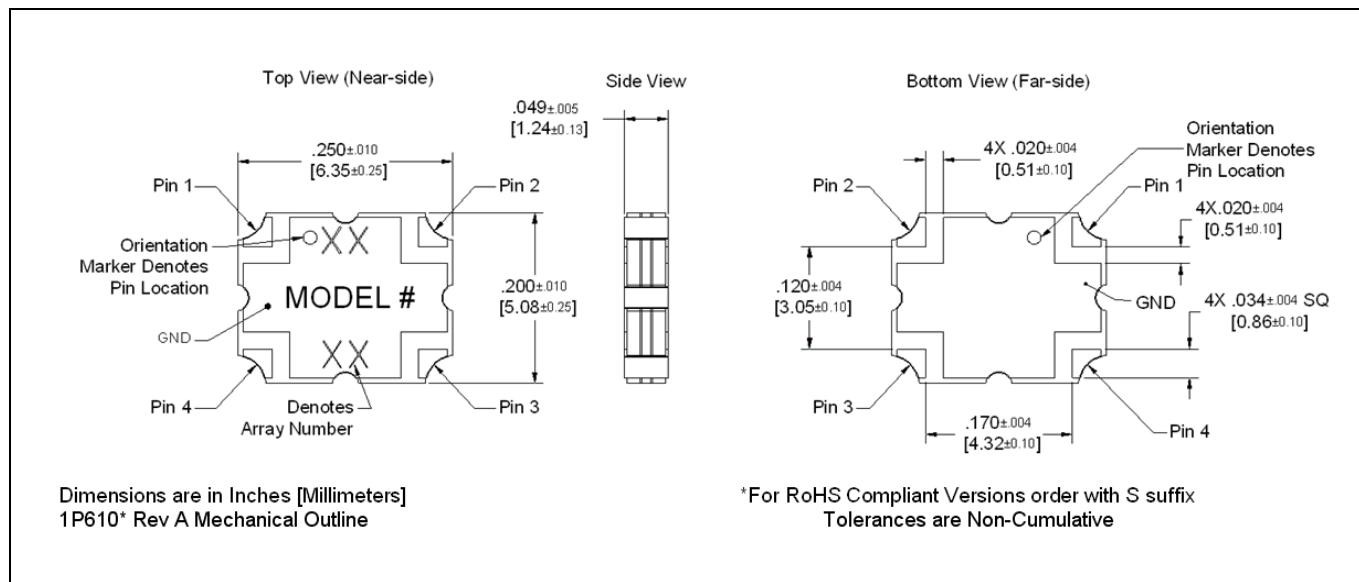 Top View (Near-side)
Side View
Bottom View (Far-side)
.049±.005
[1.24±0.13]
.250±.010
[6.35±0.25]
Pin 1
Pin 2
Orientation
Marker Denotes
Pin Location
XX
MODEL #
GND
.200±.010
[5.08±0.25]
XX
Pin 4
Denotes
Array Number
Pin 3
4X .020±.004
[0.51±0.10]
Orientation
Marker Denotes
Pin Location
Pin 2
Pin 1
4X.020±.004
[0.51±0.10]
.120±.004
[3.05±0.10]
GND
4X .034±.004 SQ
[0.86±0.10]
Pin 3
.170±.004
[4.32±0.10]
Pin 4
Dimensions are in Inches [Millimeters]
1P610* Rev A Mechanical Outline
*For RoHS Compliant Versions order with S suffix
Tolerances are Non-Cumulative